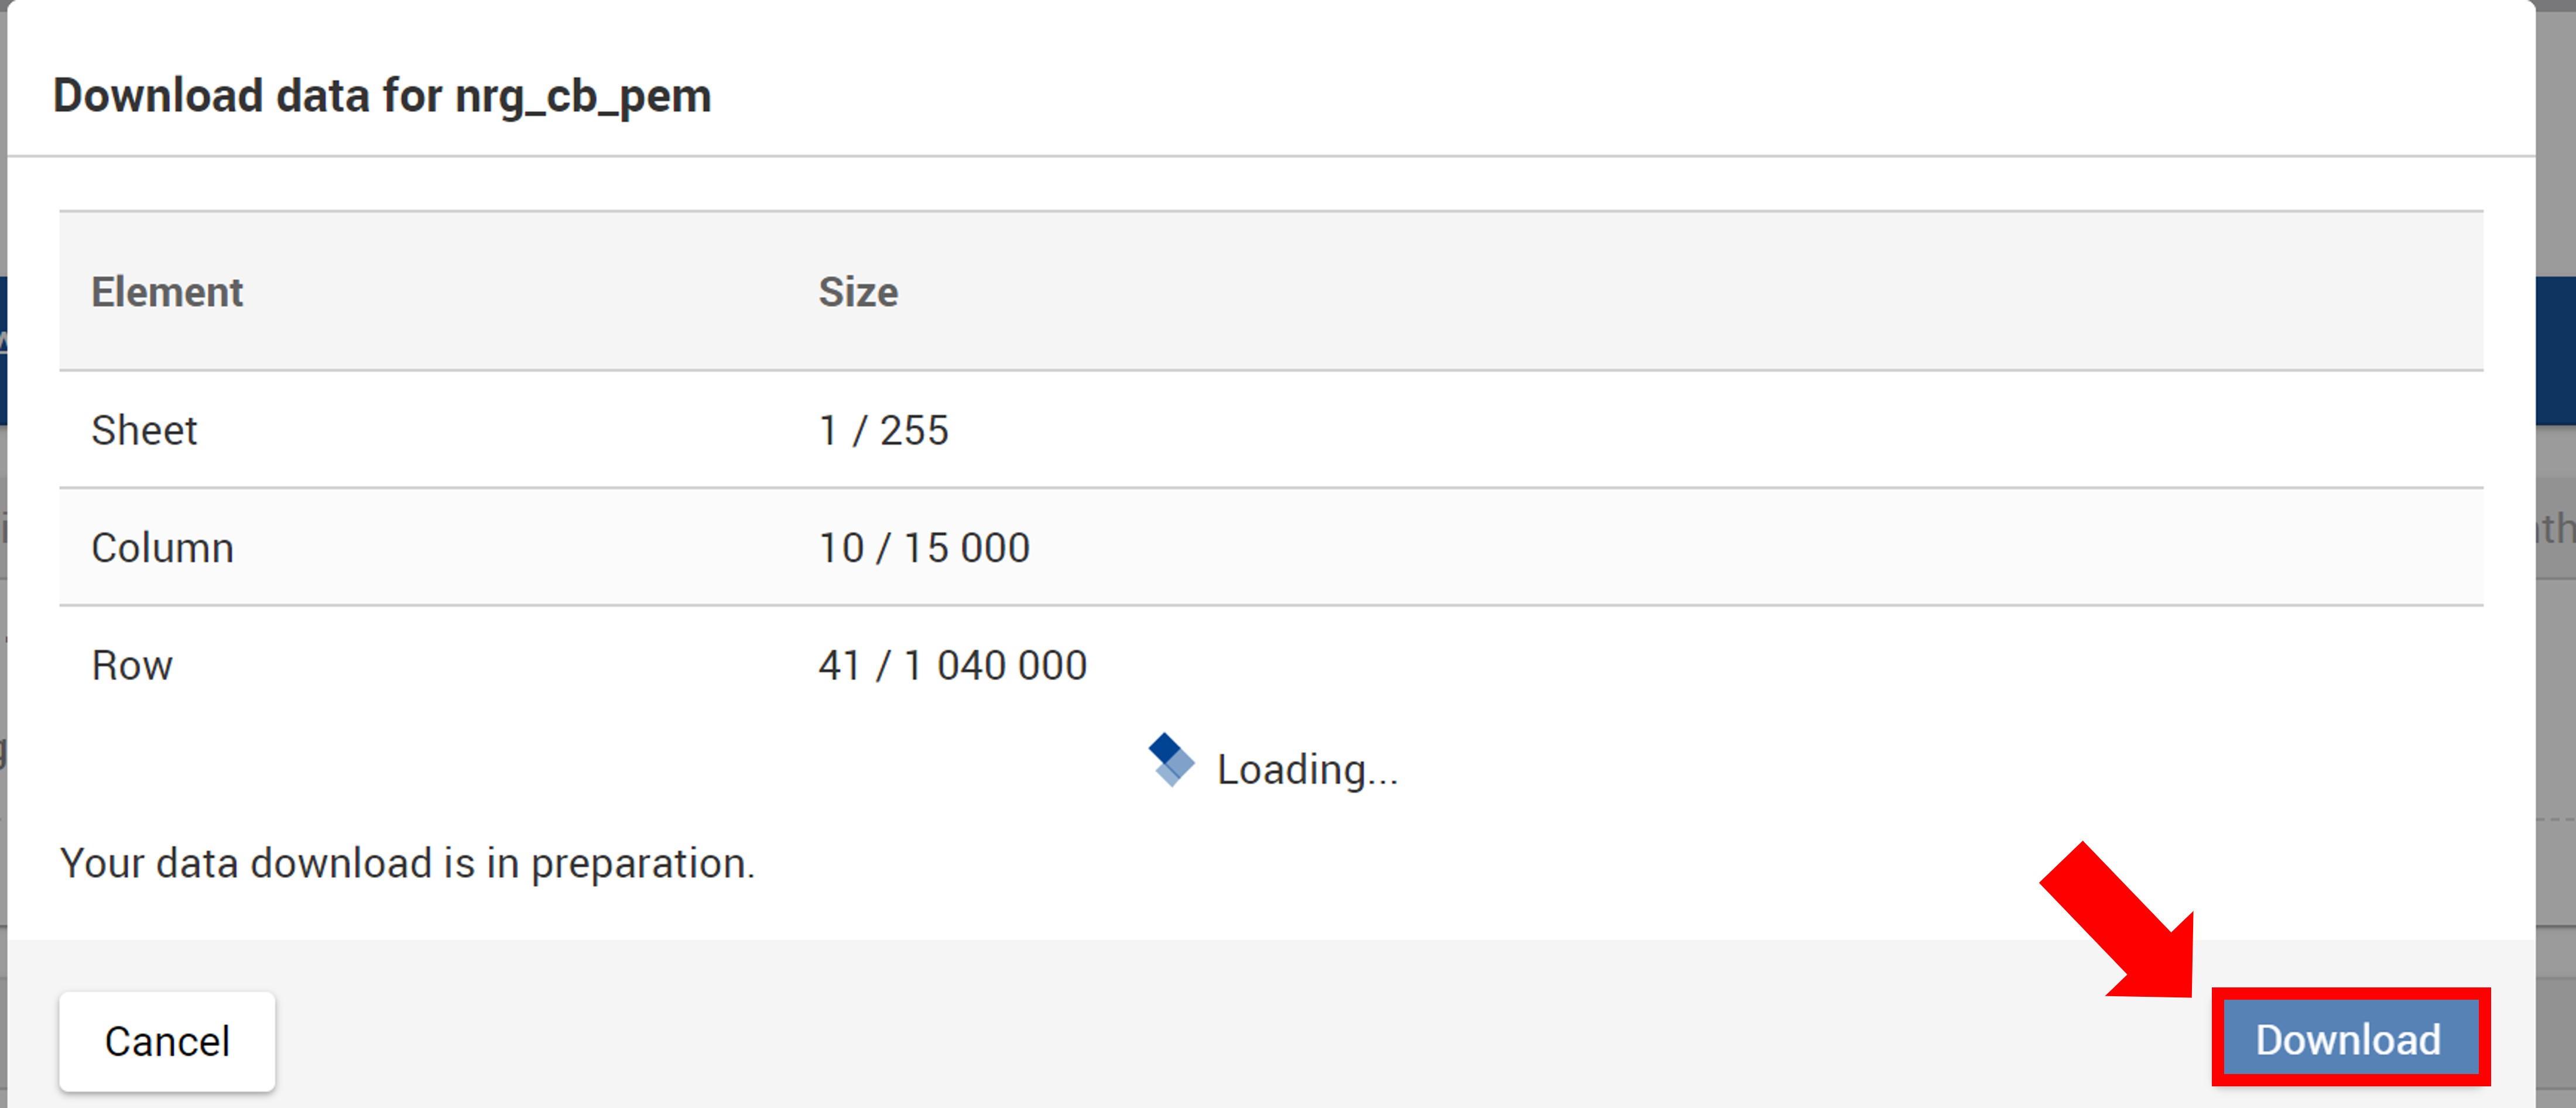 Download data for nrg_cb_pem
Element Size
Sheet 1 / 255
Column 10 / 15 000
Row 41 / 1 040 000
Loading...
Your data download is in preparation.
Cancel Download